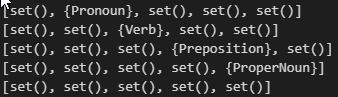 [set(), {Pronoun}, set(), set(), set()]
[set(), set(), {Verb}, set(), set()]
[set(), set(), set(), {Preposition}, set()]
[set(), set(), set(), set(), {ProperNoun}]
[set(), set(), set(), set(), set()]